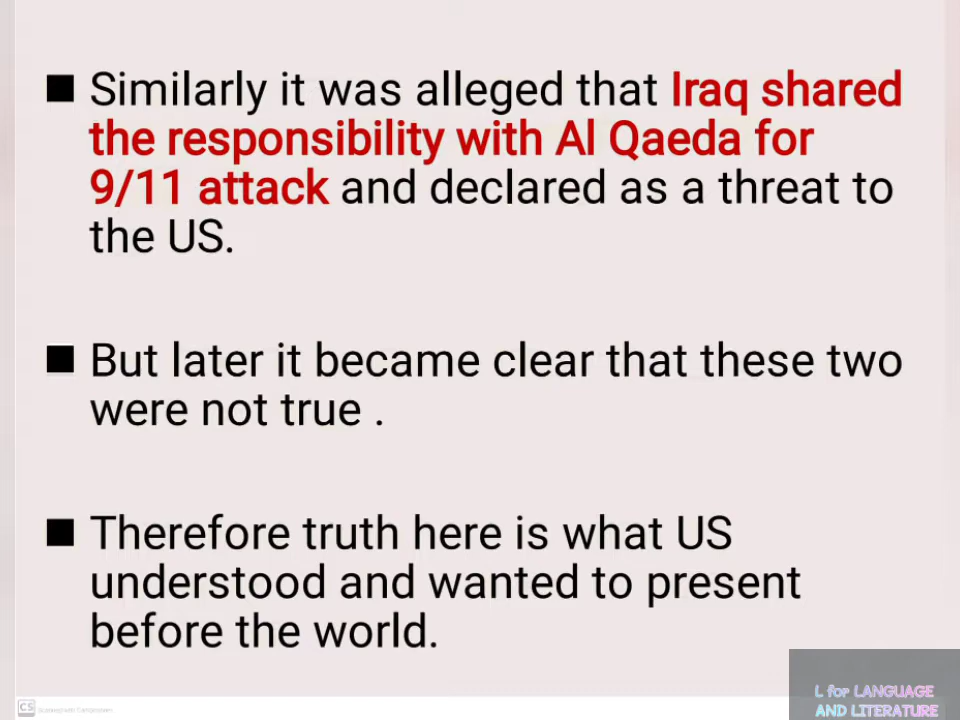 ■ Similarly it was alleged that Iraq shared
the responsibility with Al Qaeda for
9/11 attack and declared as a threat to
the US.
■ But later it became clear that these two
were not true .
■ Therefore truth here is what US
understood and wanted to present
before the world.
CS
L for LANGUAGE
AND LITERATURE